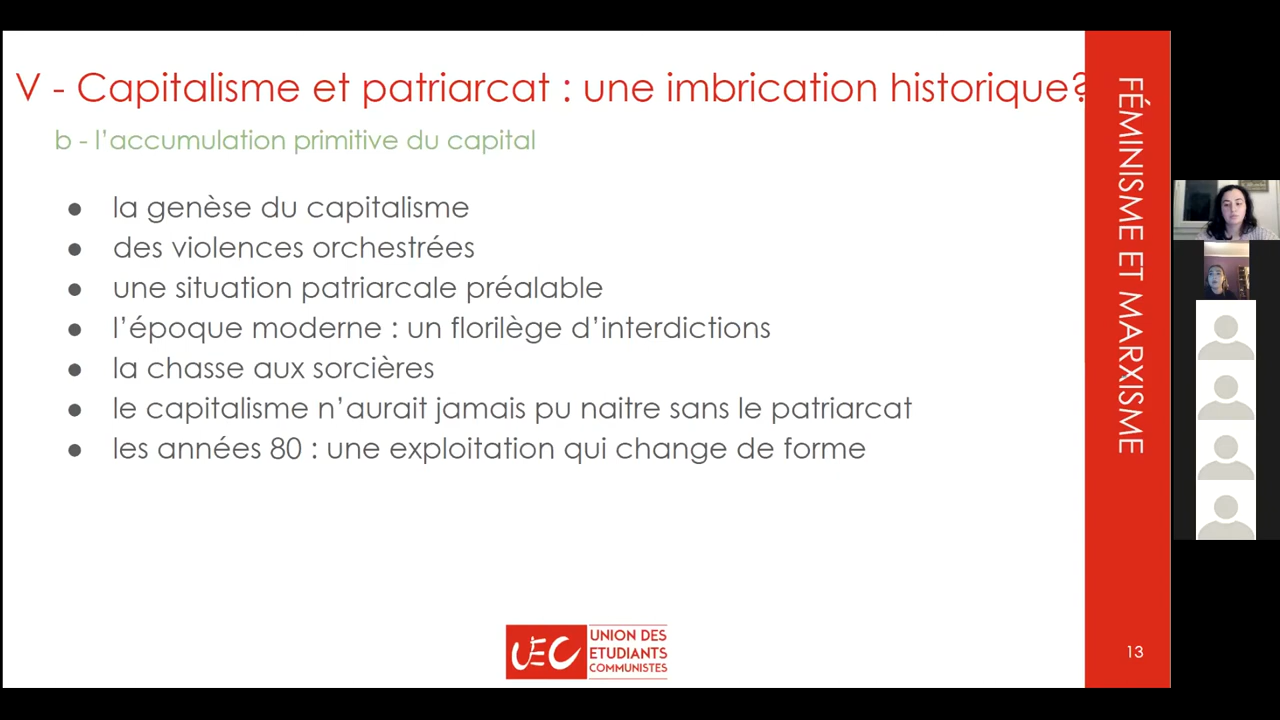 V - Capitalisme et patriarcat : une imbrication historique?
b - l’accumulation primitive du capital
● la genèse du capitalisme
● des violences orchestrées
● une situation patriarcale préalable
● l’époque moderne : un florilège d’interdictions
● la chasse aux sorcières
● le capitalisme n’aurait jamais pu naitre sans le patriarcat
● les années 80 : une exploitation qui change de forme
FÉMINISME ET MARXISME
UEC
UNION DES
ETUDIANTS
COMMUNISTES
13